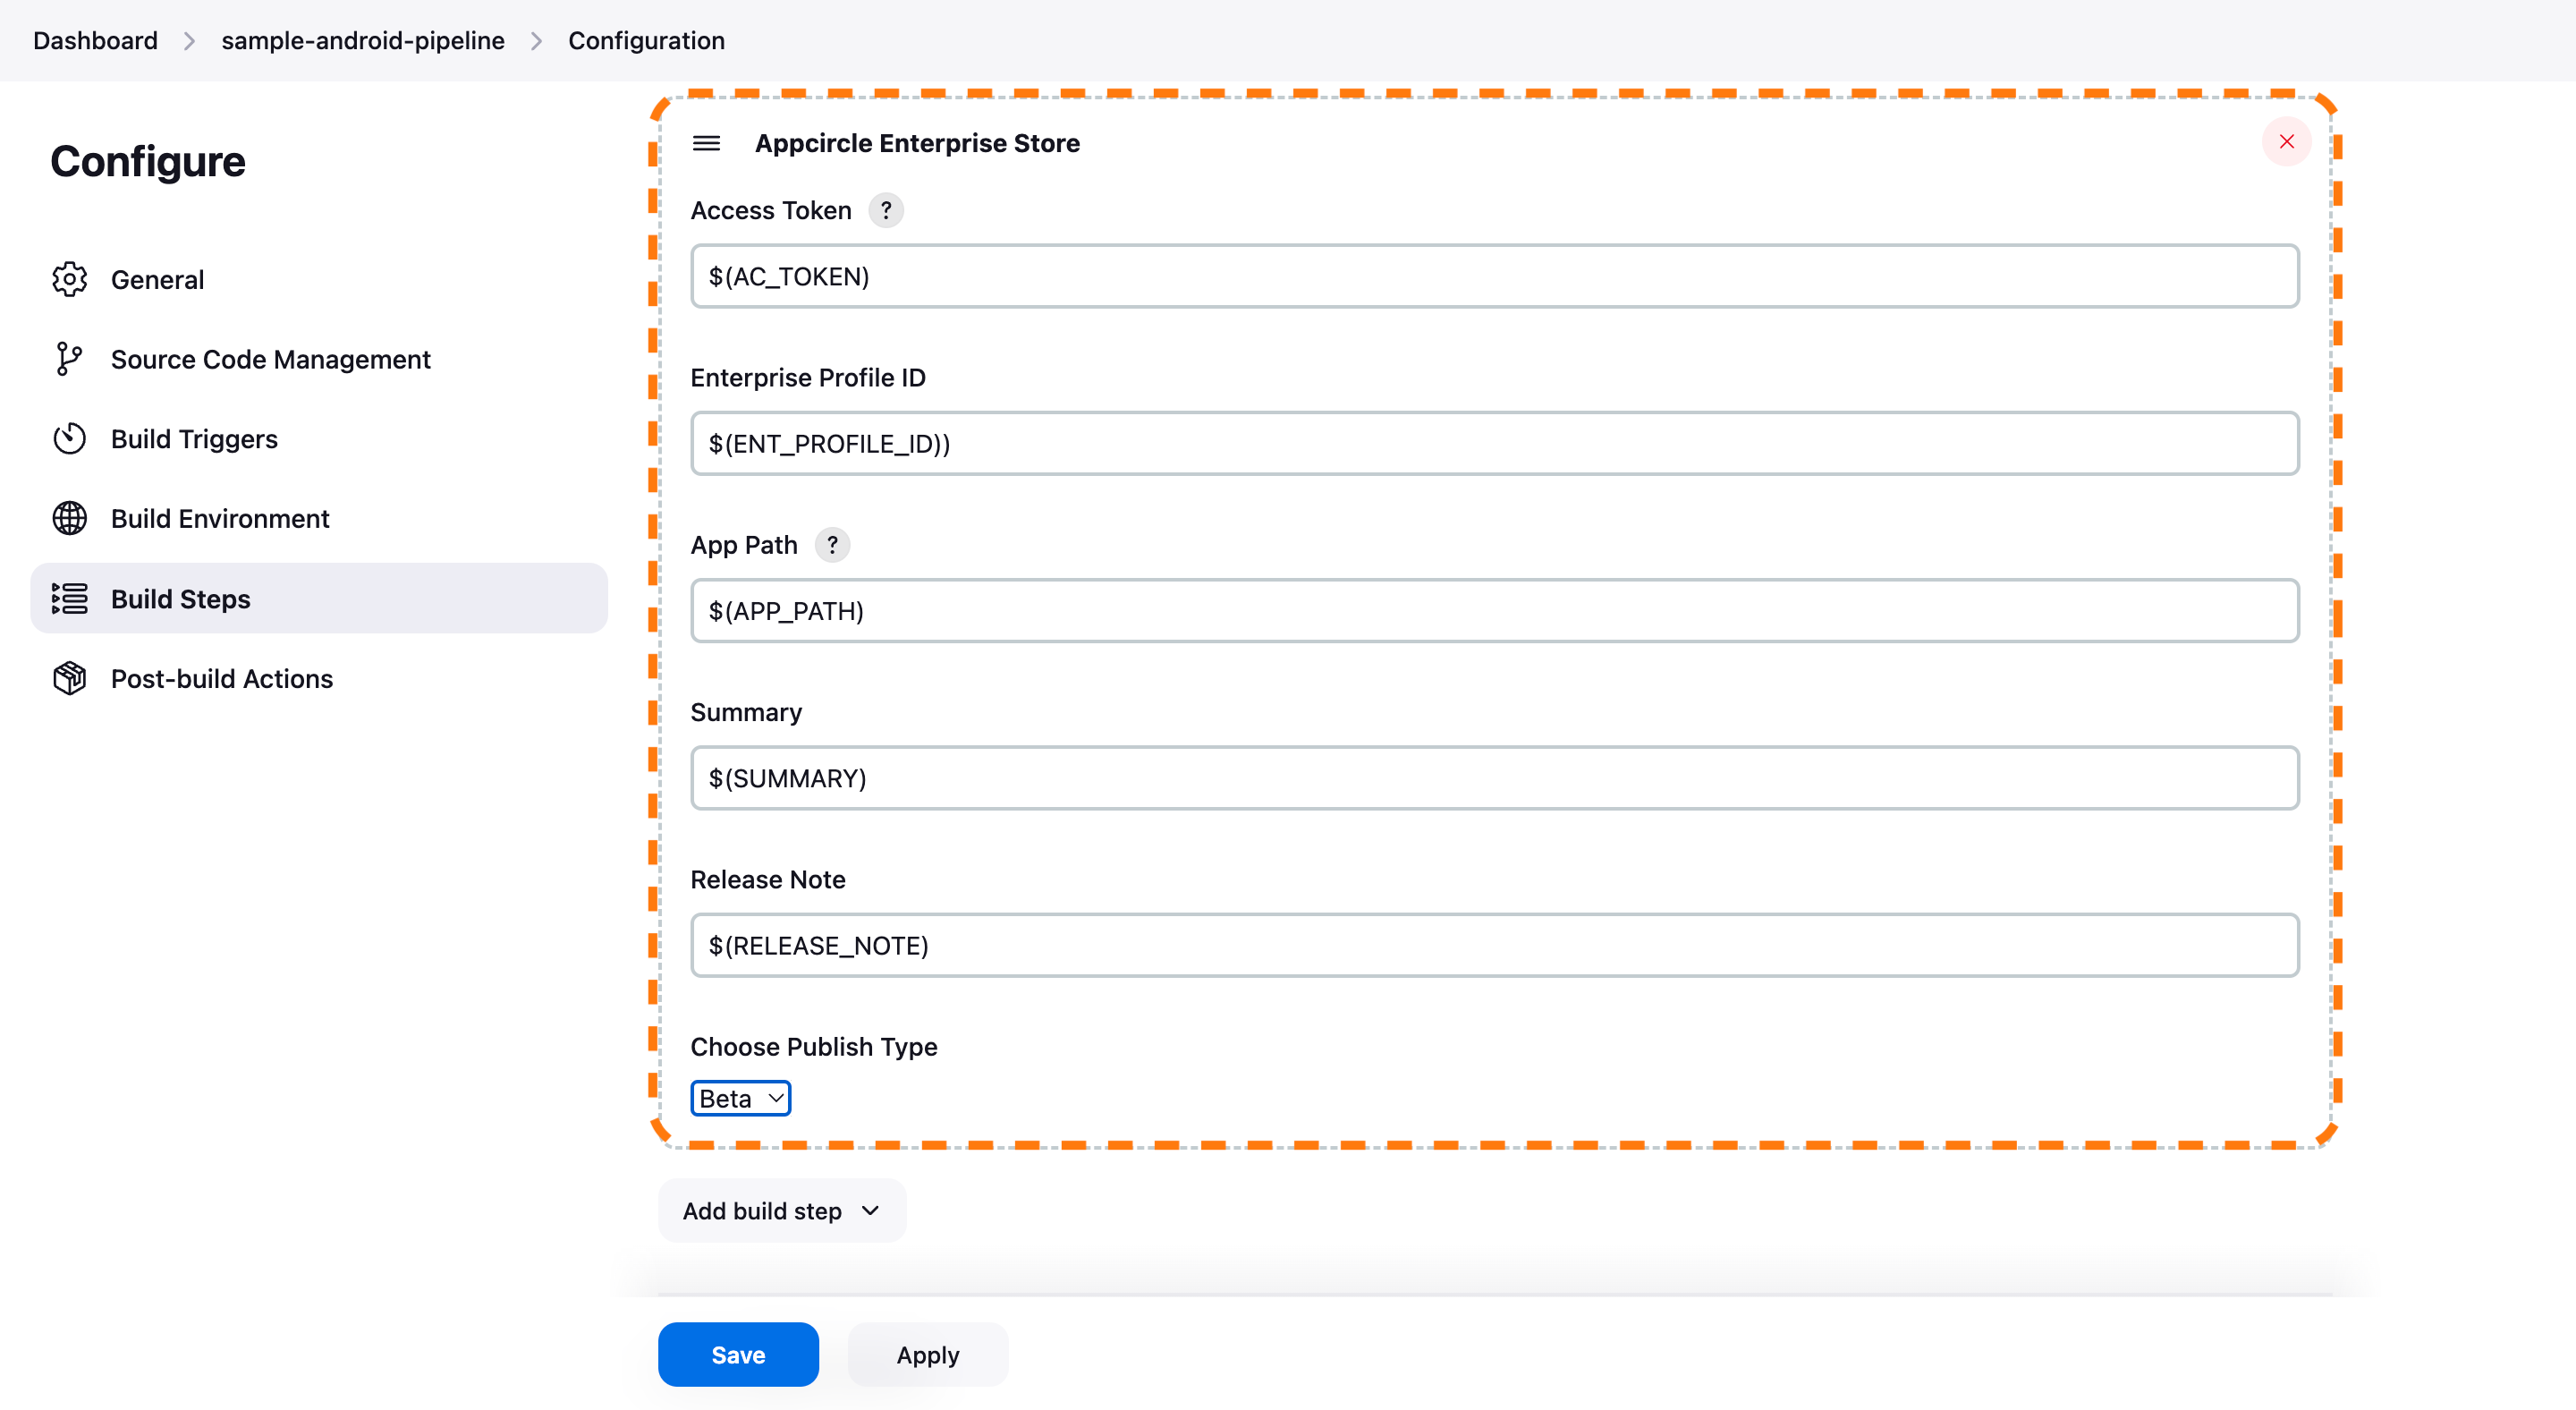 Dashboard > sample-android-pipeline > Configuration
Configure
General
Source Code Management
Build Triggers
Build Environment
Build Steps
Post-build Actions
Appcircle Enterprise Store
Access Token ?
$(AC_TOKEN)
Enterprise Profile ID
$(ENT_PROFILE_ID))
App Path ?
$(APP_PATH)
Summary
$(SUMMARY)
Release Note
$(RELEASE_NOTE)
Choose Publish Type
Beta
Add build step
Save Apply